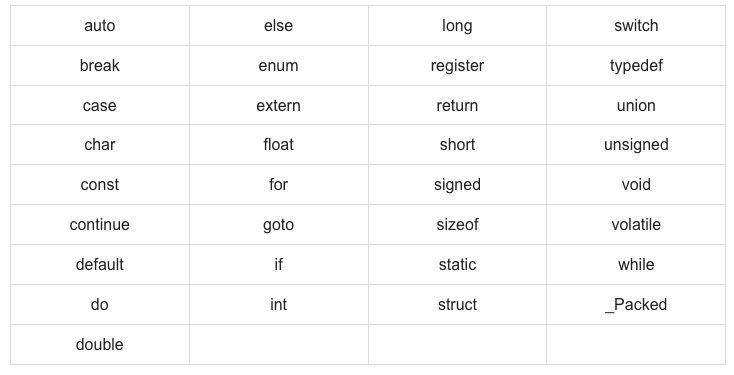 auto else long switch
break enum register typedef
case extern return union
char float short unsigned
const for signed void
continue goto sizeof volatile
default if static while
do int struct _Packed
double